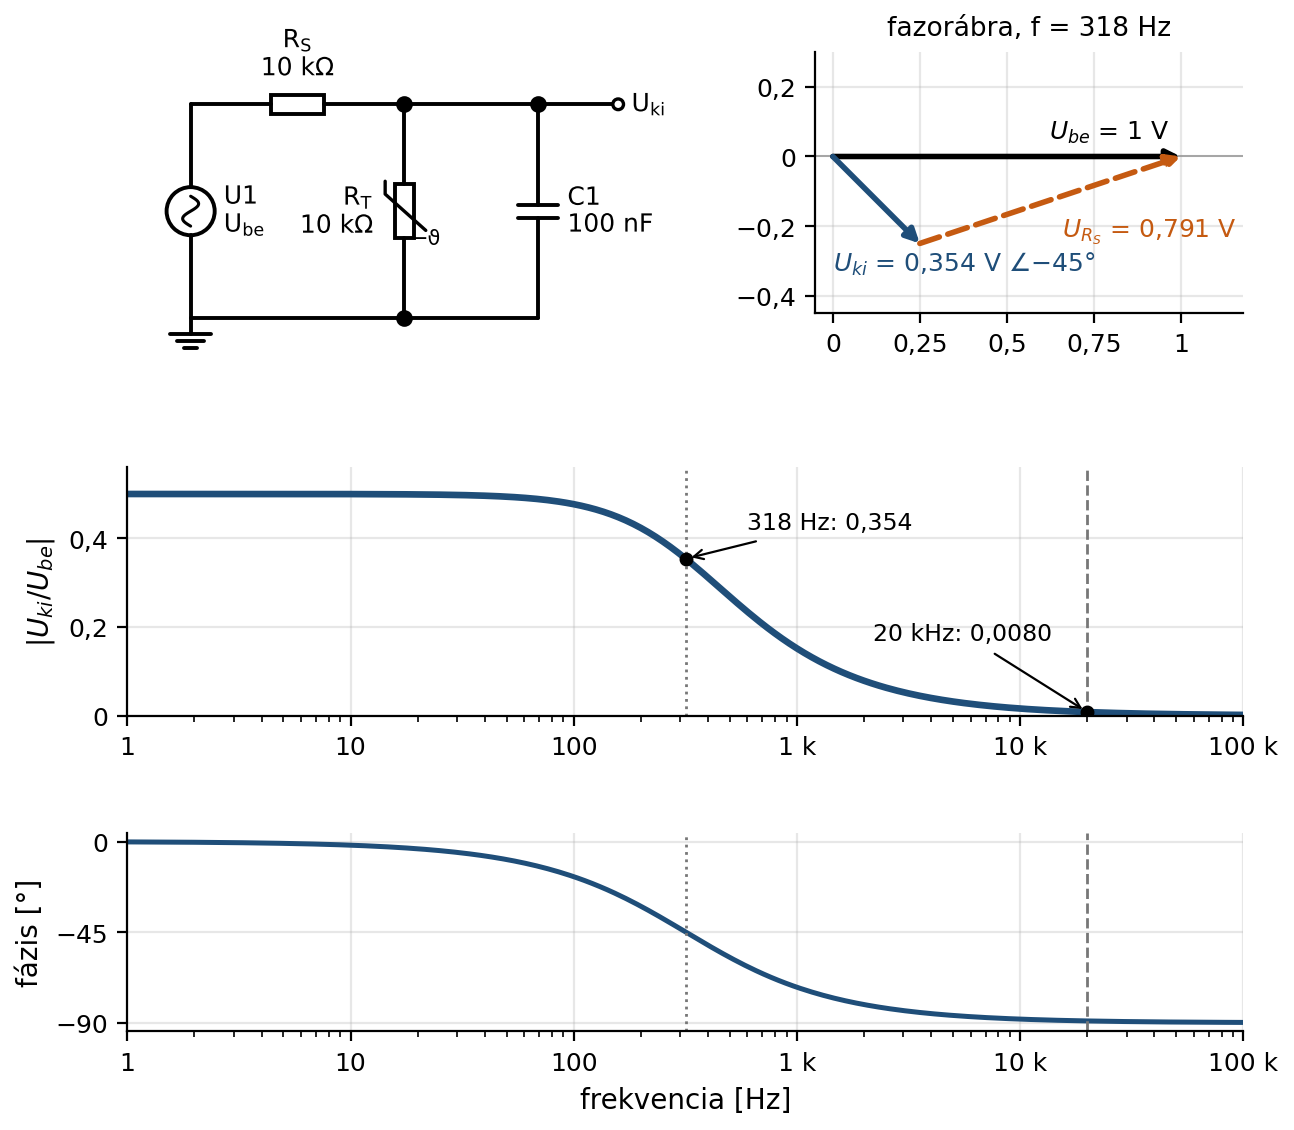 R_S
10 kΩ
U_ki
U1
U_be
R_T
10 kΩ
−ϑ
C1
100 nF
fazorábra, f = 318 Hz
0,2
0
−0,2
−0,4
U_be = 1 V
U_{R_S} = 0,791 V
U_ki = 0,354 V ∠−45°
0 0,25 0,5 0,75 1
|U_ki/U_be|
0,4
0,2
0
318 Hz: 0,354
20 kHz: 0,0080
1 10 100 1 k 10 k 100 k
fázis [°]
0
−45
−90
1 10 100 1 k 10 k 100 k
frekvencia [Hz]